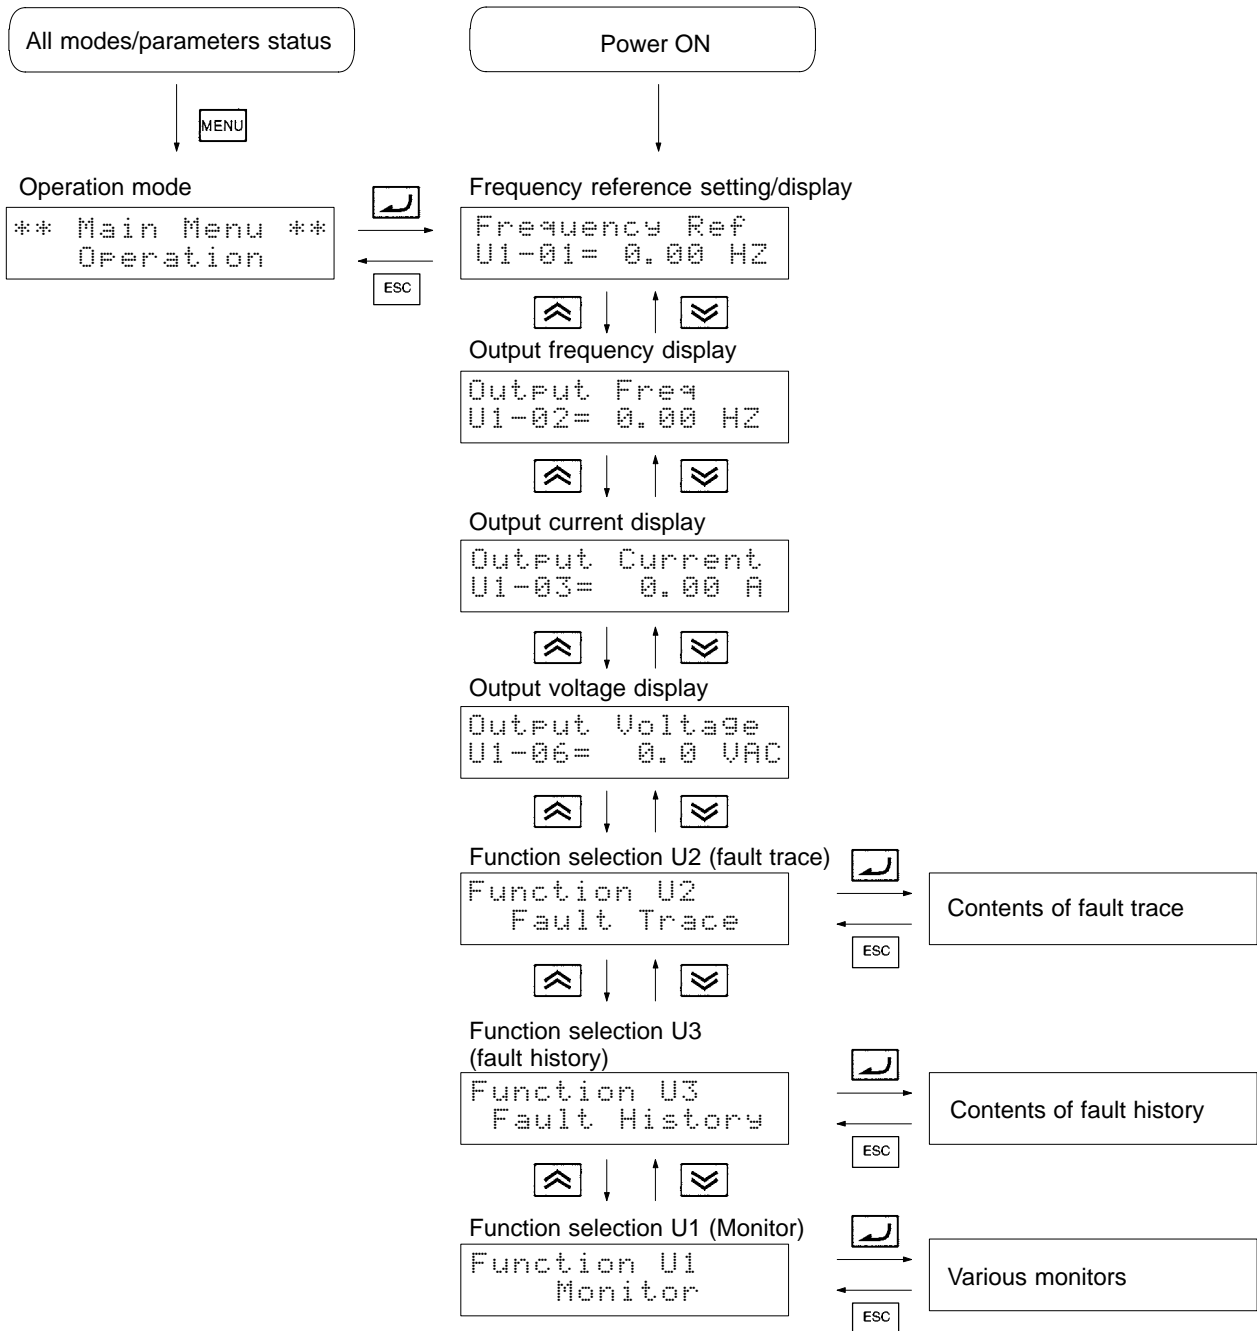 All modes/parameters status
Power ON
MENU
Operation mode
** Main Menu **
Operation
ESC
Frequency reference setting/display
Frequency Ref
U1-01= 0.00 HZ
Output frequency display
Output Freq
U1-02= 0.00 HZ
Output current display
Output Current
U1-03= 0.00 A
Output voltage display
Output Voltage
U1-06= 0.0 VAC
Function selection U2 (fault trace)
Function U2
Fault Trace
ESC
Contents of fault trace
Function selection U3
(fault history)
Function U3
Fault History
ESC
Contents of fault history
Function selection U1 (Monitor)
Function U1
Monitor
ESC
Various monitors